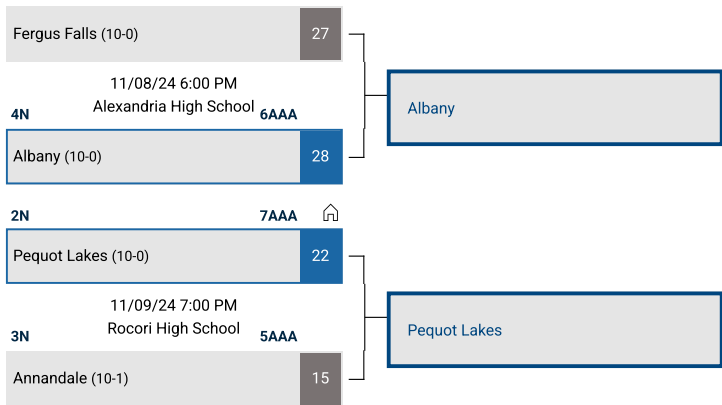 Fergus Falls (10-0) 27
11/08/24 6:00 PM
Alexandria High School
4N 6AAA
Albany (10-0) 28
Albany
2N 7AAA
Pequot Lakes (10-0) 22
11/09/24 7:00 PM
Rocori High School
3N 5AAA
Annandale (10-1) 15
Pequot Lakes